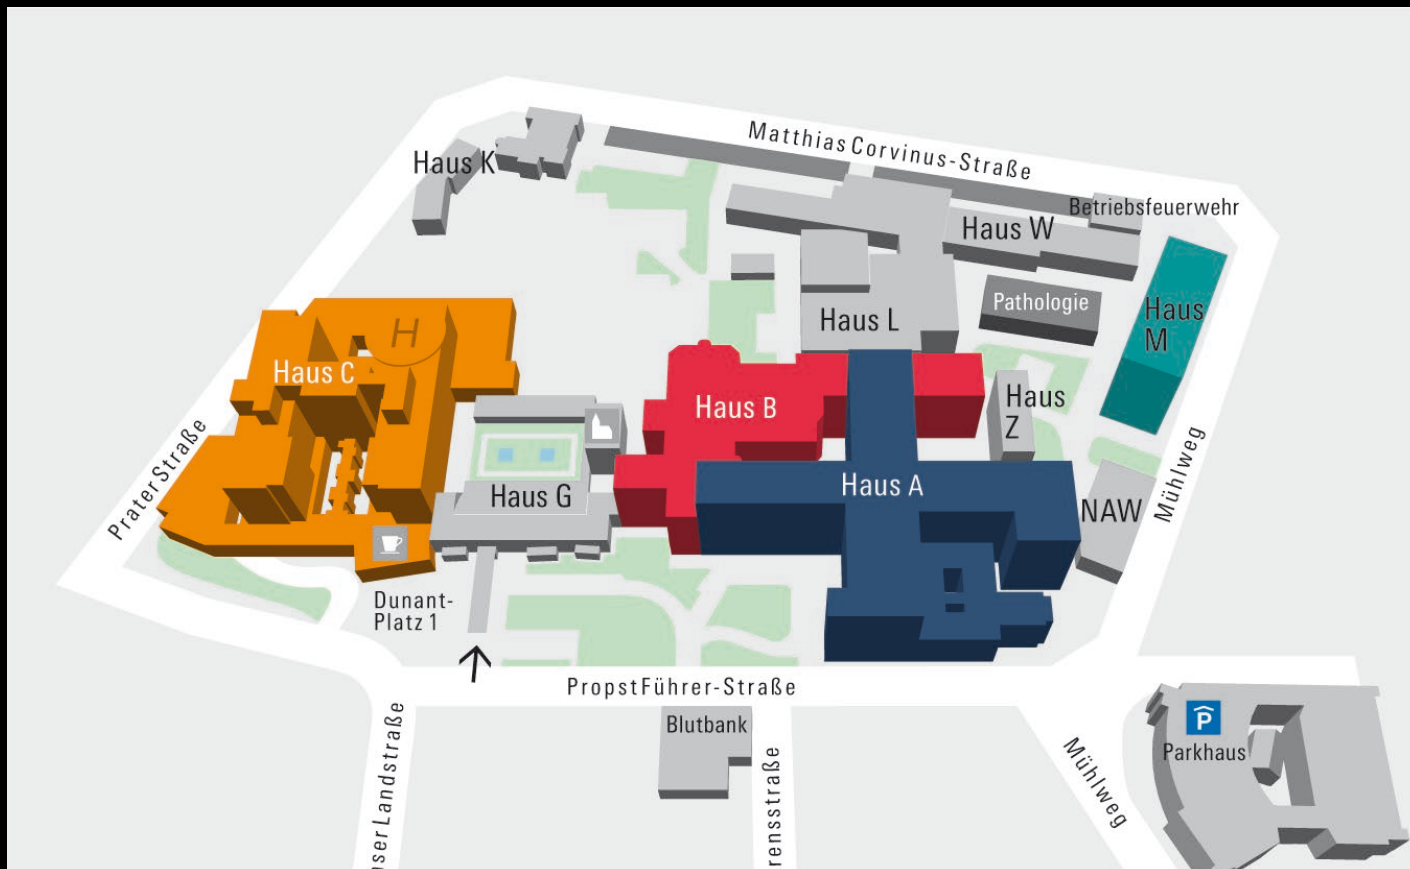 Matthias Corvinus-Straße
Haus K
Betriebsfeuerwehr
Haus W
Pathologie
Haus
M
Haus L
H
Haus C
Haus B
Haus
Z
Haus A
Haus G
NAW
Prater Straße
Mühlweg
Dunant-
Platz 1
Propst Führer-Straße
Blutbank
P
Parkhaus
Mühlweg
user Landstraße
rensstraße